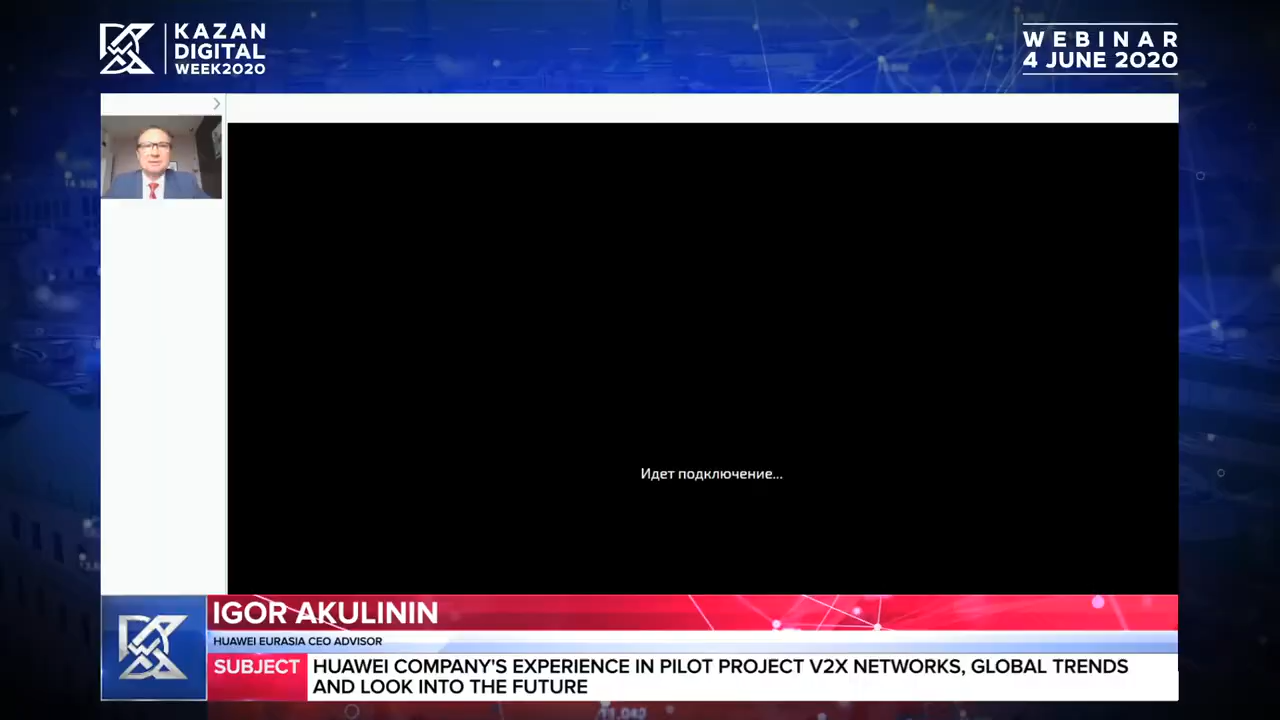 KAZAN
DIGITAL
WEEK2020
WEBINAR
4 JUNE 2020
Идет подключение...
IGOR AKULININ
HUAWEI EURASIA CEO ADVISOR
SUBJECT
HUAWEI COMPANY'S EXPERIENCE IN PILOT PROJECT V2X NETWORKS, GLOBAL TRENDS
AND LOOK INTO THE FUTURE